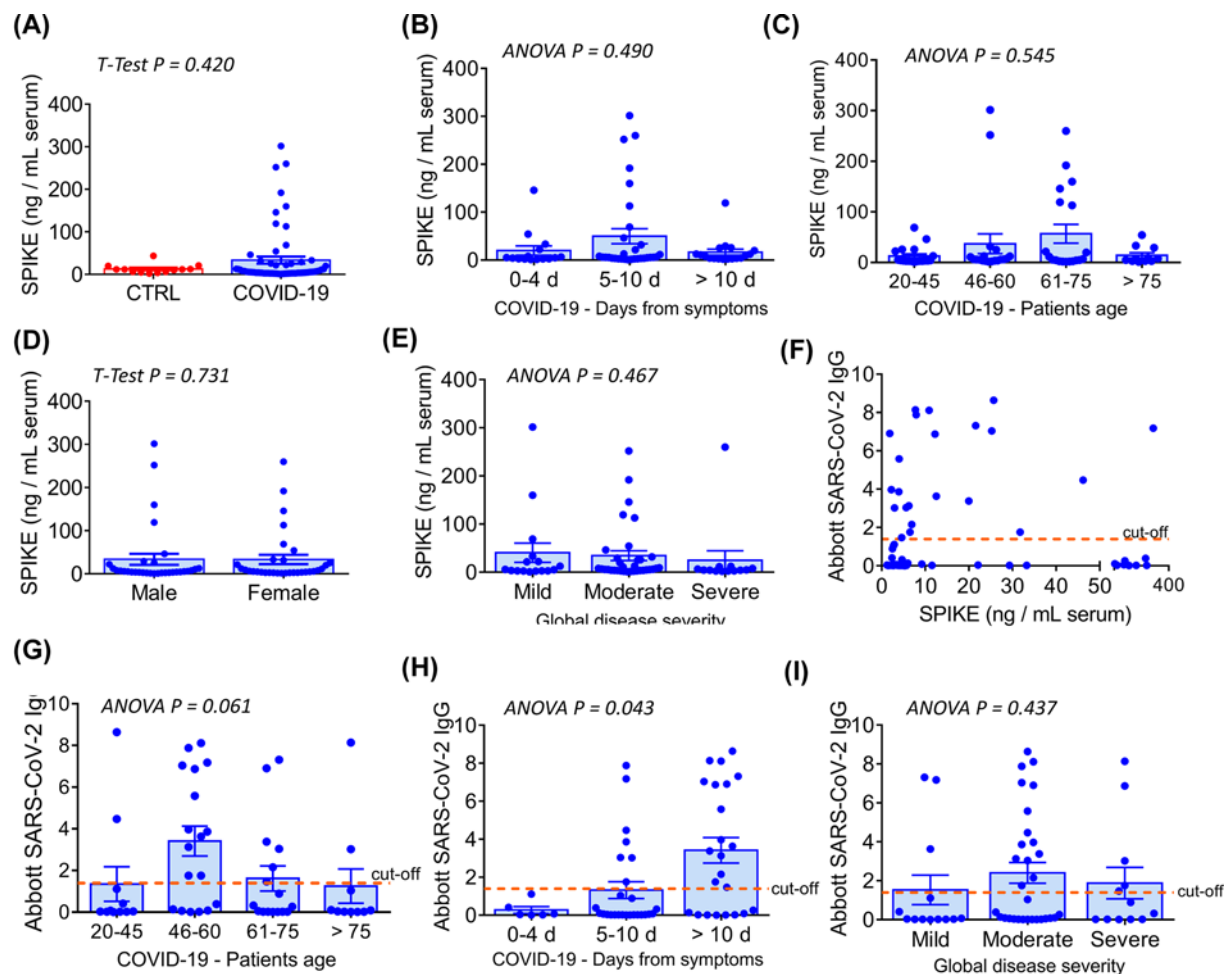 (A)
T-Test P = 0.420
SPIKE (ng / mL serum)
400
300
200
100
0
CTRL COVID-19
(B)
ANOVA P = 0.490
SPIKE (ng / mL serum)
400
300
200
100
0
0-4 d 5-10 d > 10 d
COVID-19 - Days from symptoms
(C)
ANOVA P = 0.545
SPIKE (ng / mL serum)
400
300
200
100
0
20-45 46-60 61-75 > 75
COVID-19 - Patients age
(D)
T-Test P = 0.731
SPIKE (ng / mL serum)
400
300
200
100
0
Male Female
(E)
ANOVA P = 0.467
SPIKE (ng / mL serum)
400
300
200
100
0
Mild Moderate Severe
Global disease severity
(F)
Abbott SARS-CoV-2 IgG
10
8
6
4
2
0
cut-off
0 10 20 30 40 50 400
SPIKE (ng / mL serum)
(G)
ANOVA P = 0.061
Abbott SARS-CoV-2 IgG
10
8
6
4
2
0
cut-off
20-45 46-60 61-75 > 75
COVID-19 - Patients age
(H)
ANOVA P = 0.043
Abbott SARS-CoV-2 IgG
10
8
6
4
2
0
cut-off
0-4 d 5-10 d > 10 d
COVID-19 - Days from symptoms
(I)
ANOVA P = 0.437
Abbott SARS-CoV-2 IgG
10
8
6
4
2
0
cut-off
Mild Moderate Severe
Global disease severity